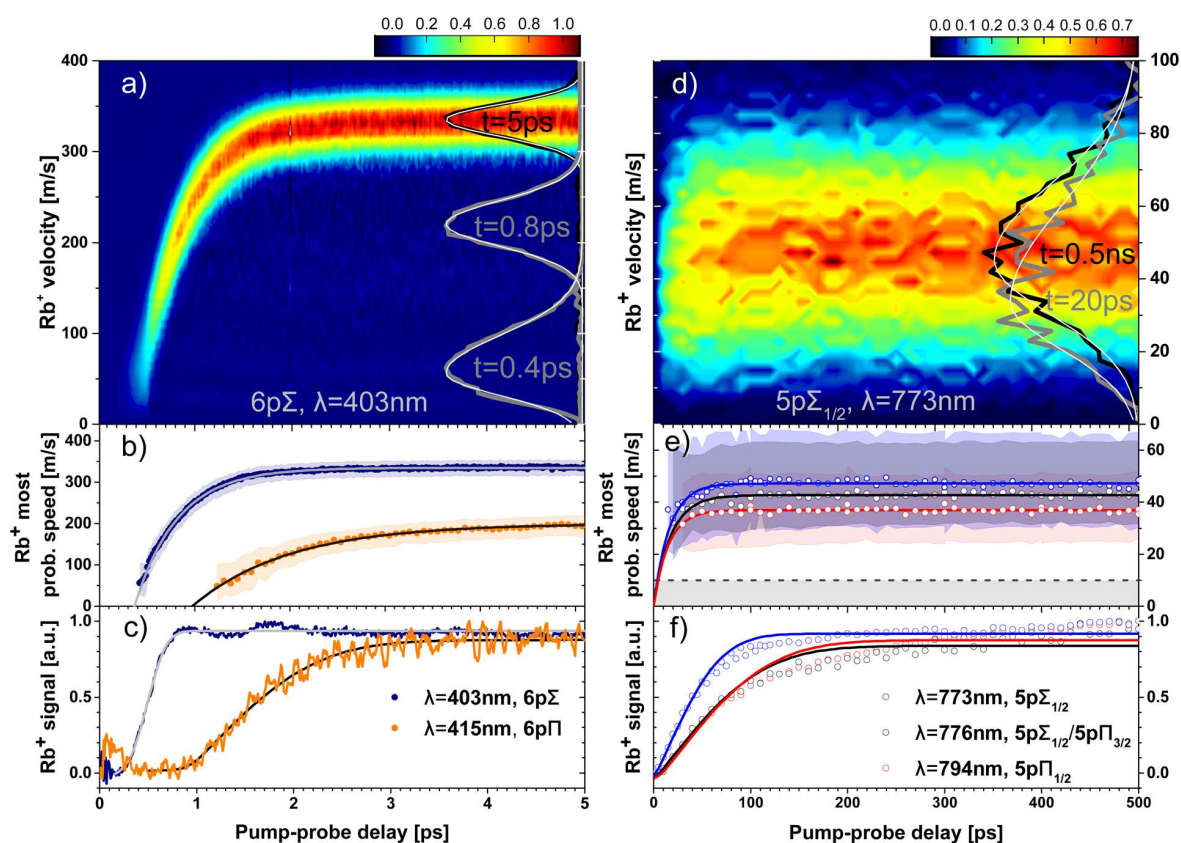 0.0 0.2 0.4 0.6 0.8 1.0
0.0 0.1 0.2 0.3 0.4 0.5 0.6 0.7
a)
400
300
200
100
0
Rb⁺ velocity [m/s]
t=5ps
t=0.8ps
t=0.4ps
6pΣ, λ=403nm
d)
100
80
60
40
20
0
Rb⁺ velocity [m/s]
t=0.5ns
t=20ps
5pΣ₁/₂, λ=773nm
b)
400
300
200
100
0
Rb⁺ most
prob. speed [m/s]
e)
60
40
20
0
Rb⁺ most
prob. speed [m/s]
c)
1.0
0.5
0.0
Rb⁺ signal [a.u.]
λ=403nm, 6pΣ
λ=415nm, 6pΠ
0 1 2 3 4 5
Pump-probe delay [ps]
f)
1.0
0.5
0.0
Rb⁺ signal [a.u.]
λ=773nm, 5pΣ₁/₂
λ=776nm, 5pΣ₁/₂/5pΠ₃/₂
λ=794nm, 5pΠ₁/₂
0 100 200 300 400 500
Pump-probe delay [ps]